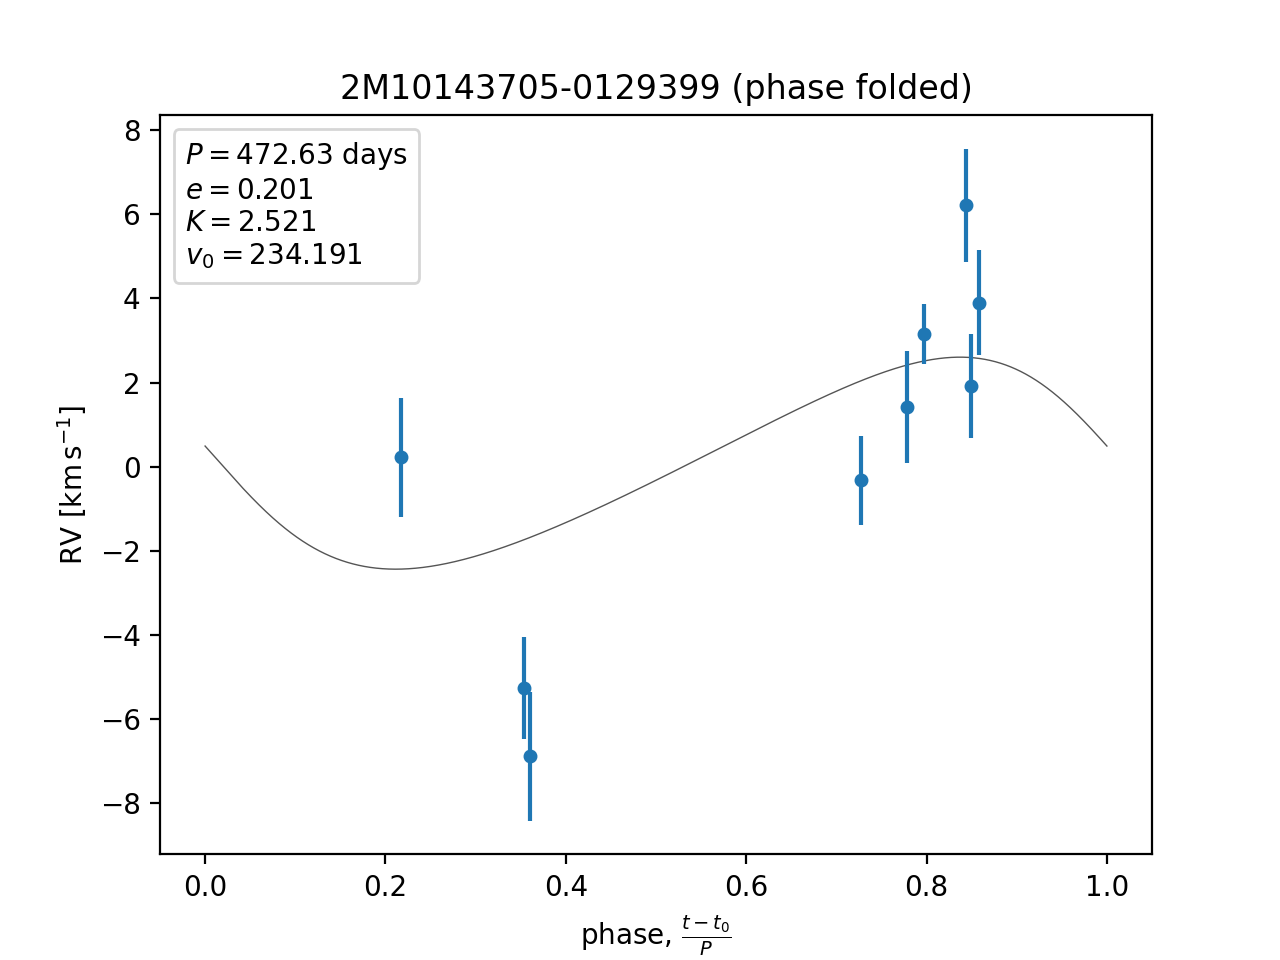 2M10143705-0129399 (phase folded)
P = 472.63 days
e = 0.201
K = 2.521
v₀ = 234.191
8
6
4
2
0
−2
−4
−6
−8
RV [km s⁻¹]
0.0 0.2 0.4 0.6 0.8 1.0
phase, (t − t₀)/P